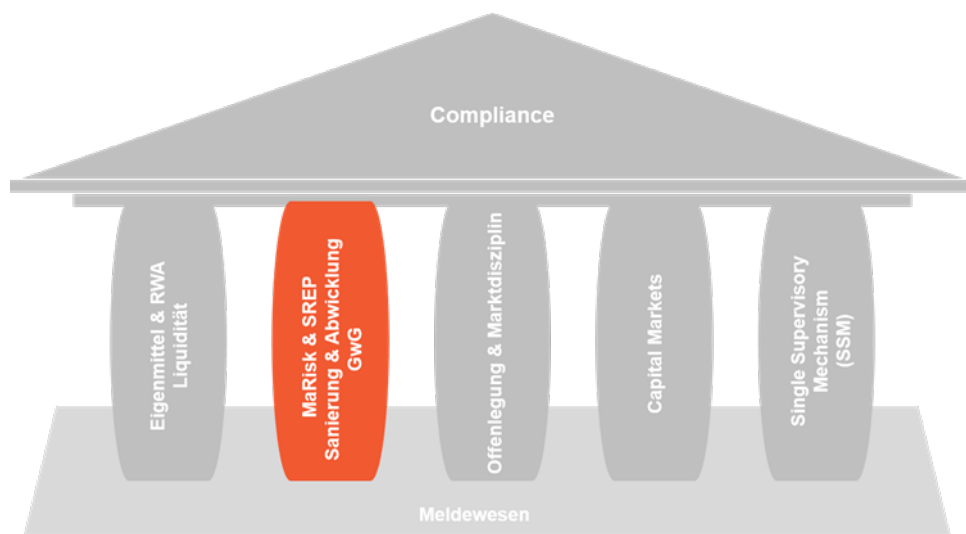 Compliance
Eigenmittel & RWA
Liquidität
MaRisk & SREP
Sanierung & Abwicklung
GwG
Offenlegung & Marktdisziplin
Capital Markets
Single Supervisory
Mechanism
(SSM)
Meldewesen